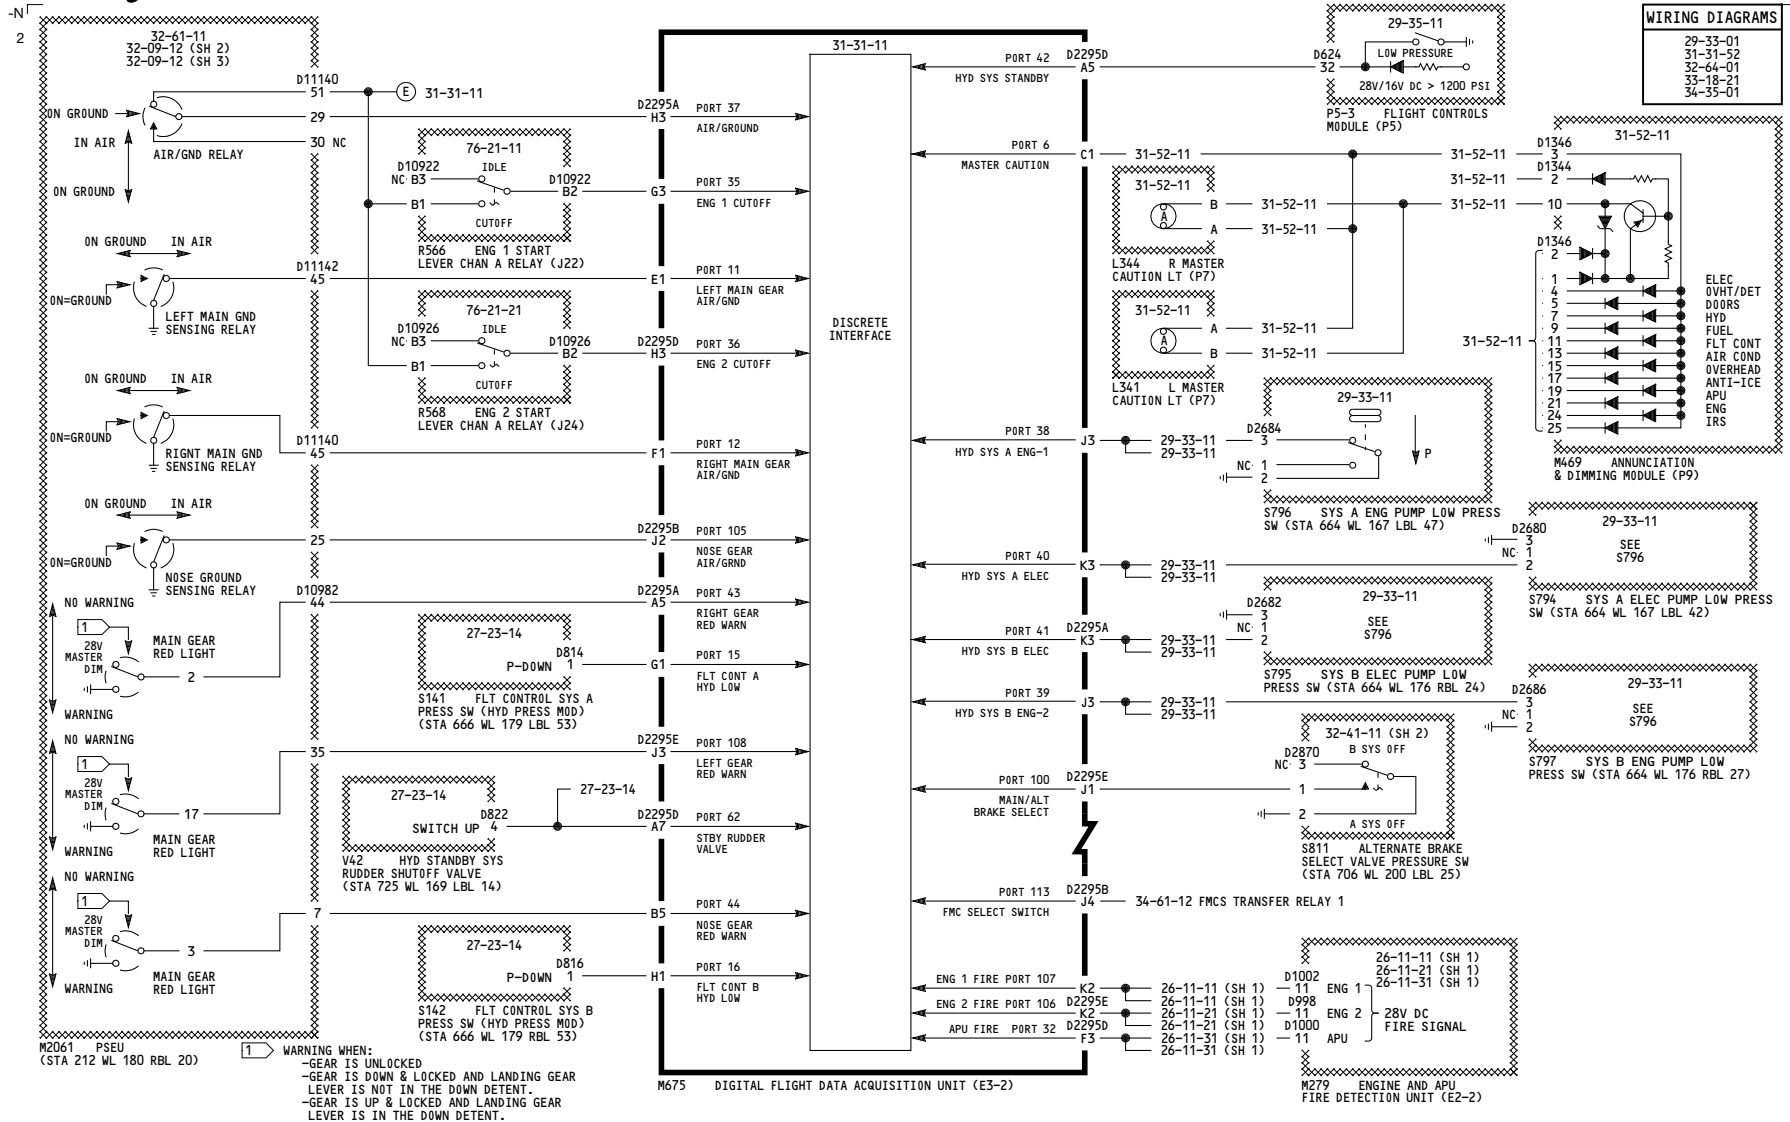 -N
2
32-61-11
32-09-12 (SH 2)
32-09-12 (SH 3)
D11140
51
E 31-31-11
ON GROUND
29
IN AIR
AIR/GND RELAY
30 NC
ON GROUND
ON GROUND IN AIR
D11142
45
ON=GROUND
LEFT MAIN GND
SENSING RELAY
ON GROUND IN AIR
ON=GROUND
D11140
45
RIGNT MAIN GND
SENSING RELAY
ON GROUND IN AIR
25
ON=GROUND
NOSE GROUND
SENSING RELAY
D10982
44
NO WARNING
1
28V
MASTER
DIM
MAIN GEAR
RED LIGHT
2
WARNING
NO WARNING
35
1
28V
MASTER
DIM
17
MAIN GEAR
RED LIGHT
WARNING
NO WARNING
1
28V
MASTER
DIM
7
3
MAIN GEAR
RED LIGHT
WARNING
M2061 PSEU
(STA 212 WL 180 RBL 20)
1 WARNING WHEN:
-GEAR IS UNLOCKED
-GEAR IS DOWN & LOCKED AND LANDING GEAR
LEVER IS NOT IN THE DOWN DETENT.
-GEAR IS UP & LOCKED AND LANDING GEAR
LEVER IS IN THE DOWN DETENT.
76-21-11
D10922
NC B3
IDLE
D10922
B2
B1
CUTOFF
R566 ENG 1 START
LEVER CHAN A RELAY (J22)
76-21-21
D10926
NC B3
IDLE
D10926
B2
B1
CUTOFF
R568 ENG 2 START
LEVER CHAN A RELAY (J24)
27-23-14
D814
P-DOWN 1
S141 FLT CONTROL SYS A
PRESS SW (HYD PRESS MOD)
(STA 666 WL 179 LBL 53)
27-23-14
27-23-14
D822
SWITCH UP 4
V42 HYD STANDBY SYS
RUDDER SHUTOFF VALVE
(STA 725 WL 169 LBL 14)
27-23-14
D816
P-DOWN 1
S142 FLT CONTROL SYS B
PRESS SW (HYD PRESS MOD)
(STA 666 WL 179 RBL 53)
D2295A
H3
PORT 37
AIR/GROUND
G3
PORT 35
ENG 1 CUTOFF
E1
PORT 11
LEFT MAIN GEAR
AIR/GND
D2295D
H3
PORT 36
ENG 2 CUTOFF
F1
PORT 12
RIGHT MAIN GEAR
AIR/GND
D2295B
J2
PORT 105
NOSE GEAR
AIR/GRND
D2295A
A5
PORT 43
RIGHT GEAR
RED WARN
G1
PORT 15
FLT CONT A
HYD LOW
D2295E
J3
PORT 108
LEFT GEAR
RED WARN
D2295D
A7
PORT 62
STBY RUDDER
VALVE
B5
PORT 44
NOSE GEAR
RED WARN
H1
PORT 16
FLT CONT B
HYD LOW
31-31-11
DISCRETE
INTERFACE
M675 DIGITAL FLIGHT DATA ACQUISITION UNIT (E3-2)
PORT 42
HYD SYS STANDBY
D2295D
A5
PORT 6
MASTER CAUTION
C1
31-52-11
31-52-11
PORT 38
HYD SYS A ENG-1
J3
29-33-11
29-33-11
PORT 40
HYD SYS A ELEC
K3
29-33-11
29-33-11
PORT 41
HYD SYS B ELEC
D2295A
K3
29-33-11
29-33-11
PORT 39
HYD SYS B ENG-2
J3
29-33-11
29-33-11
PORT 100
MAIN/ALT
BRAKE SELECT
D2295E
J1
PORT 113
FMC SELECT SWITCH
D2295B
J4
34-61-12 FMCS TRANSFER RELAY 1
ENG 1 FIRE PORT 107
K2
26-11-11 (SH 1)
26-11-11 (SH 1)
ENG 2 FIRE PORT 106
D2295E
K2
26-11-21 (SH 1)
26-11-21 (SH 1)
APU FIRE PORT 32
D2295D
F3
26-11-31 (SH 1)
26-11-31 (SH 1)
29-35-11
D624
32
LOW PRESSURE
28V/16V DC > 1200 PSI
P5-3 FLIGHT CONTROLS
MODULE (P5)
WIRING DIAGRAMS
29-33-01
31-31-52
32-64-01
33-18-21
34-35-01
31-52-11
A
B
31-52-11
31-52-11
A
31-52-11
L344 R MASTER
CAUTION LT (P7)
31-52-11
A
A
31-52-11
B
31-52-11
L341 L MASTER
CAUTION LT (P7)
31-52-11
D1346
3
D1344
31-52-11
2
10
D1346
2
1
4
5
7
9
11
13
15
17
19
21
24
25
31-52-11
ELEC
OVHT/DET
DOORS
HYD
FUEL
FLT CONT
AIR COND
OVERHEAD
ANTI-ICE
APU
ENG
IRS
M469 ANNUNCIATION
& DIMMING MODULE (P9)
29-33-11
D2684
3
NC 1
2
P
S796 SYS A ENG PUMP LOW PRESS
SW (STA 664 WL 167 LBL 47)
D2680
3
NC 1
2
29-33-11
SEE
S796
S794 SYS A ELEC PUMP LOW PRESS
SW (STA 664 WL 167 LBL 42)
D2682
3
NC 1
2
29-33-11
SEE
S796
S795 SYS B ELEC PUMP LOW
PRESS SW (STA 664 WL 176 RBL 24)
D2686
3
NC 1
2
29-33-11
SEE
S796
S797 SYS B ENG PUMP LOW
PRESS SW (STA 664 WL 176 RBL 27)
32-41-11 (SH 2)
B SYS OFF
D2870
NC 3
1
2
A SYS OFF
S811 ALTERNATE BRAKE
SELECT VALVE PRESSURE SW
(STA 706 WL 200 LBL 25)
26-11-11 (SH 1)
26-11-21 (SH 1)
26-11-31 (SH 1)
D1002
11 ENG 1
D998
11 ENG 2
D1000
11 APU
28V DC
FIRE SIGNAL
M279 ENGINE AND APU
FIRE DETECTION UNIT (E2-2)